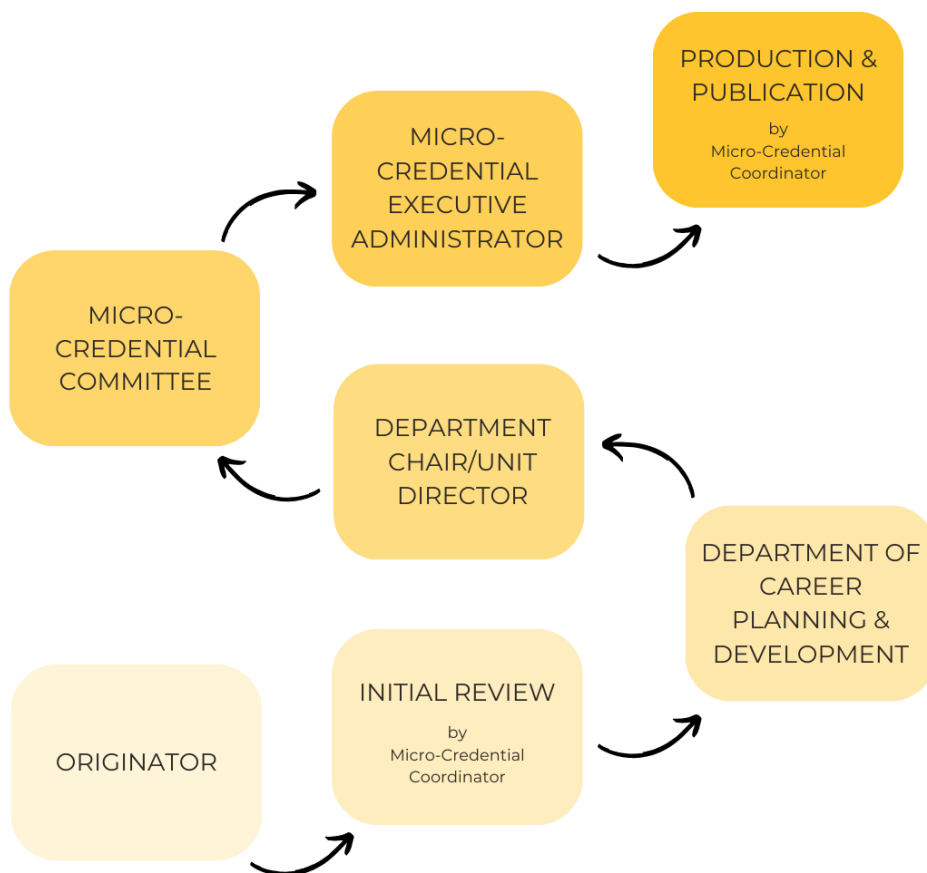 PRODUCTION &
PUBLICATION
by
Micro-Credential
Coordinator
MICRO-
CREDENTIAL
EXECUTIVE
ADMINISTRATOR
MICRO-
CREDENTIAL
COMMITTEE
DEPARTMENT
CHAIR/UNIT
DIRECTOR
DEPARTMENT OF
CAREER
PLANNING &
DEVELOPMENT
INITIAL REVIEW
by
Micro-Credential
Coordinator
ORIGINATOR